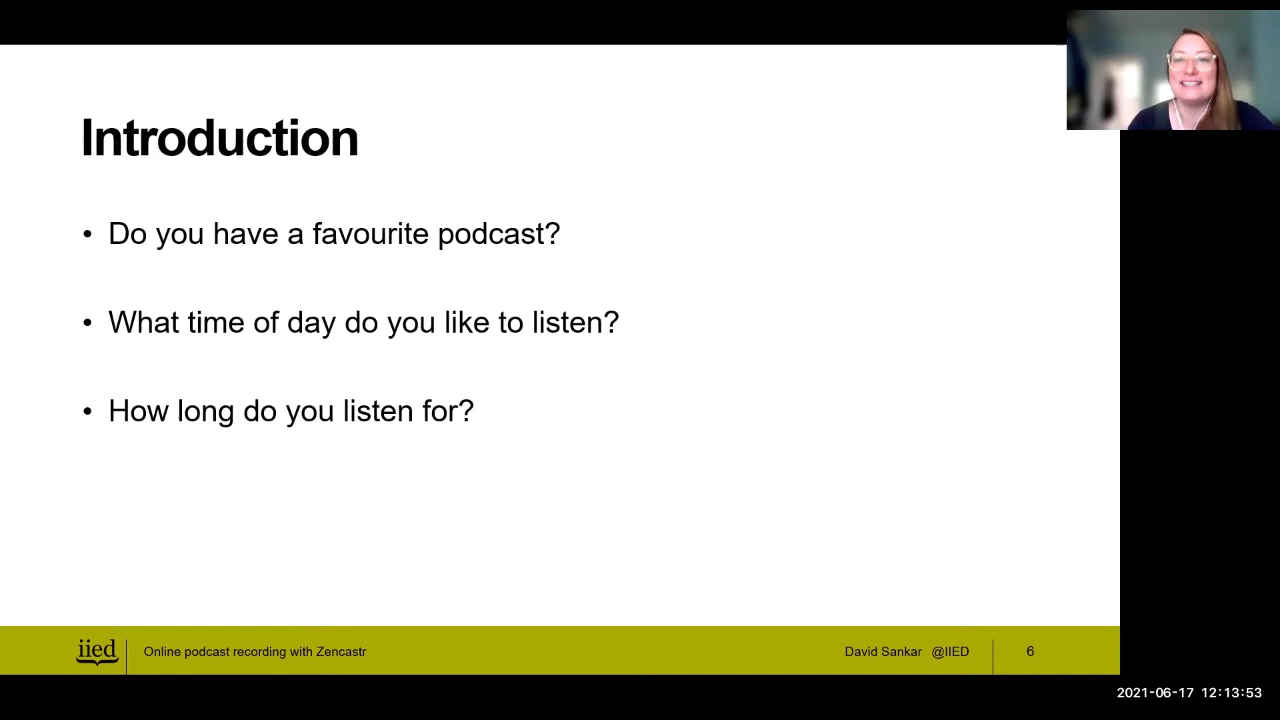 Introduction
• Do you have a favourite podcast?
• What time of day do you like to listen?
• How long do you listen for?
iied
Online podcast recording with Zencastr
David Sankar @IIED
6
2021-06-17 12:13:53